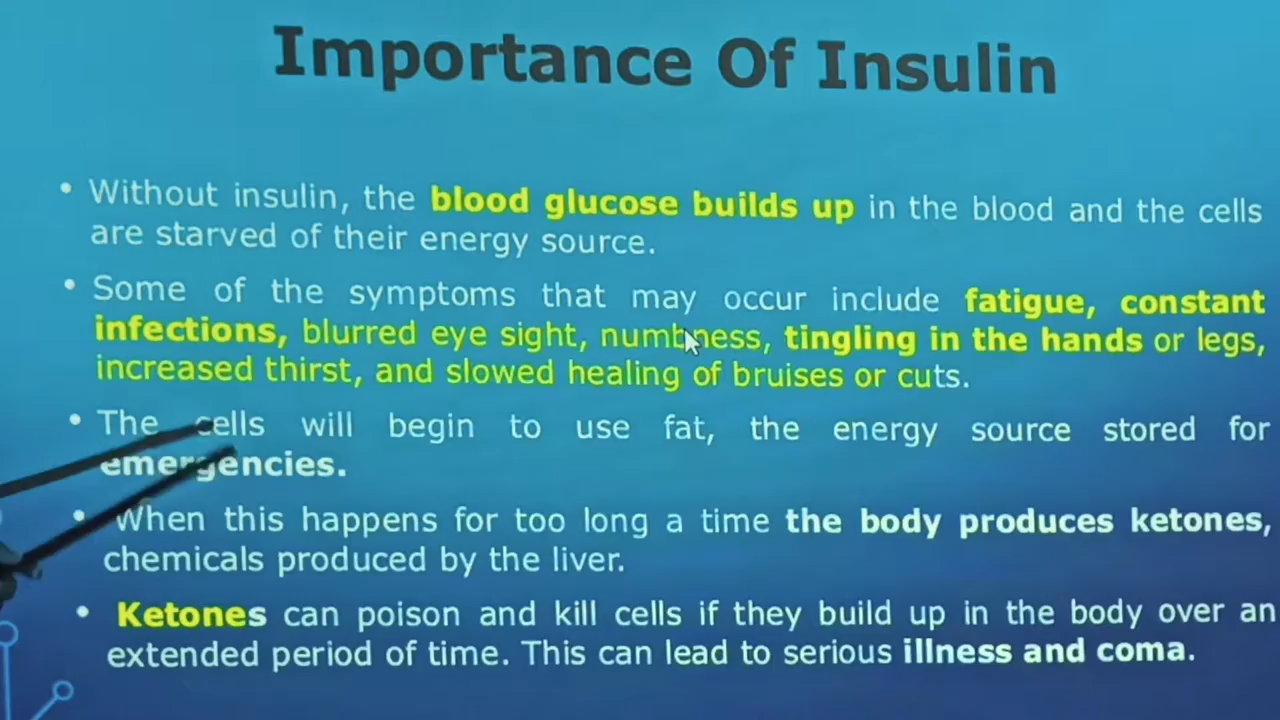 Importance Of Insulin
• Without insulin, the blood glucose builds up in the blood and the cells
are starved of their energy source.
• Some of the symptoms that may occur include fatigue, constant
infections, blurred eye sight, numbness, tingling in the hands or legs,
increased thirst, and slowed healing of bruises or cuts.
• The cells will begin to use fat, the energy source stored for
emergencies.
• When this happens for too long a time the body produces ketones,
chemicals produced by the liver.
• Ketones can poison and kill cells if they build up in the body over an
extended period of time. This can lead to serious illness and coma.